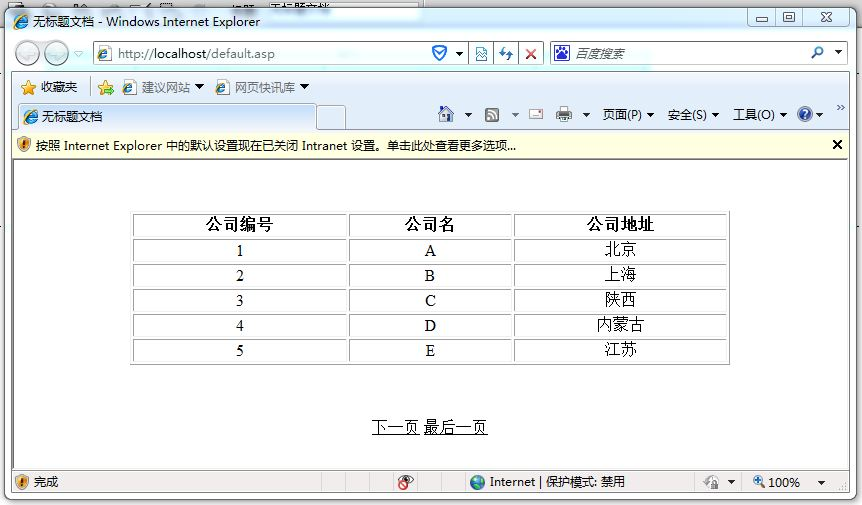 无标题文档 - Windows Internet Explorer
http://localhost/default.asp
百度搜索
收藏夹 建议网站 网页快讯库
无标题文档 页面(P) 安全(S) 工具(O)
按照 Internet Explorer 中的默认设置现在已关闭 Intranet 设置。单击此处查看更多选项...
公司编号 公司名 公司地址
1 A 北京
2 B 上海
3 C 陕西
4 D 内蒙古
5 E 江苏
下一页 最后一页
完成 Internet | 保护模式: 禁用 100%